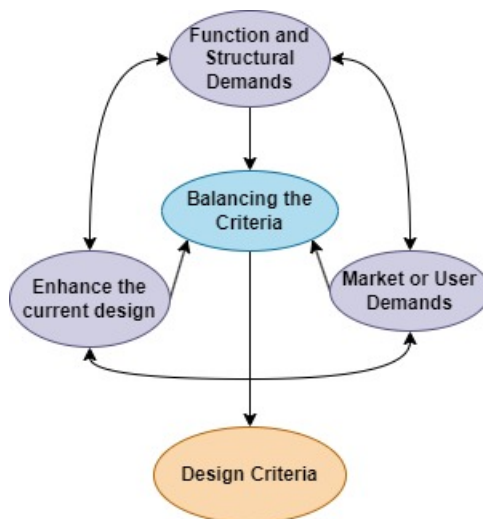 Function and
Structural
Demands
Balancing the
Criteria
Enhance the
current design
Market or User
Demands
Design Criteria